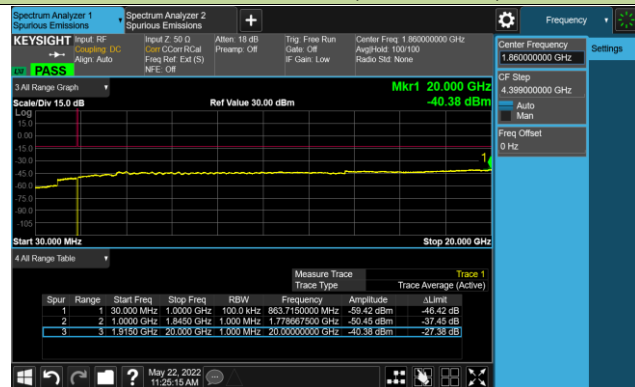 Spectrum Analyzer 1
Spurious Emissions
Spectrum Analyzer 2
Spurious Emissions
+
Frequency
KEYSIGHT
Input: RF
Coupling: DC
Align: Auto
Input Z: 50 Ω
Corr CCorr RCal
Freq Ref: Ext (S)
NFE: Off
Atten: 18 dB
Preamp: Off
Trig: Free Run
Gate: Off
IF Gain: Low
Center Freq: 1.860000000 GHz
Avg|Hold: 100/100
Radio Std: None
PASS
Center Frequency
1.860000000 GHz
Settings
CF Step
4.399000000 GHz
Auto
Man
Freq Offset
0 Hz
3 All Range Graph
Mkr1 20.000 GHz
Scale/Div 15.0 dB
Ref Value 30.00 dBm
-40.38 dBm
Log
15.0
0.00
-15.0
-30.0
-45.0
-60.0
-75.0
-90.0
-105
1
Start 30.000 MHz
Stop 20.000 GHz
4 All Range Table
Measure Trace Trace 1
Trace Type Trace Average (Active)
Spur Range Start Freq Stop Freq RBW Frequency Amplitude ΔLimit
1 1 30.000 MHz 1.0000 GHz 100.0 kHz 863.7150000 MHz -59.42 dBm -46.42 dB
2 2 1.0000 GHz 1.8450 GHz 1.000 MHz 1.778667500 GHz -50.45 dBm -37.45 dB
3 3 1.9150 GHz 20.000 GHz 1.000 MHz 20.00000000 GHz -40.38 dBm -27.38 dB
?
May 22, 2022
11:25:15 AM